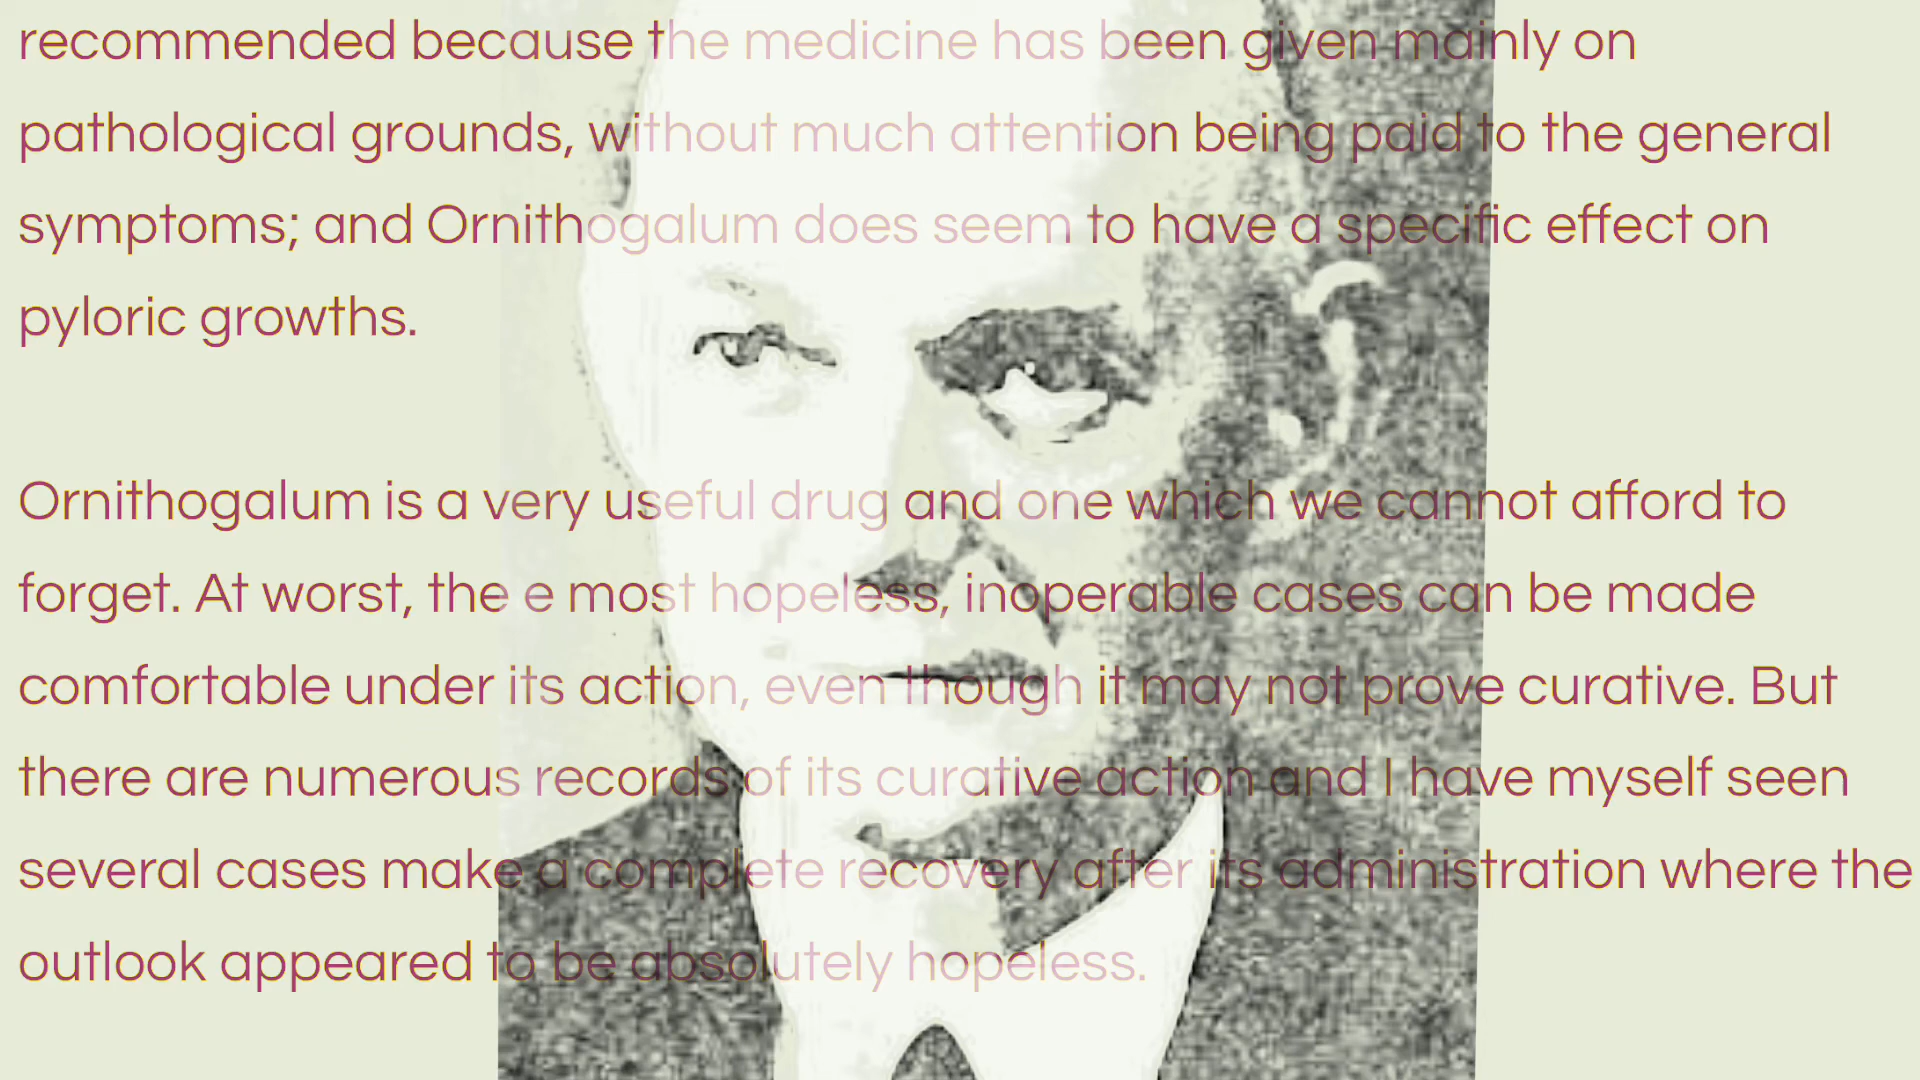 recommended because the medicine has been given mainly on
pathological grounds, without much attention being paid to the general
symptoms; and Ornithogalum does seem to have a specific effect on
pyloric growths.
Ornithogalum is a very useful drug and one which we cannot afford to
forget. At worst, the e most hopeless, inoperable cases can be made
comfortable under its action, even though it may not prove curative. But
there are numerous records of its curative action and I have myself seen
several cases make a complete recovery after its administration where the
outlook appeared to be absolutely hopeless.